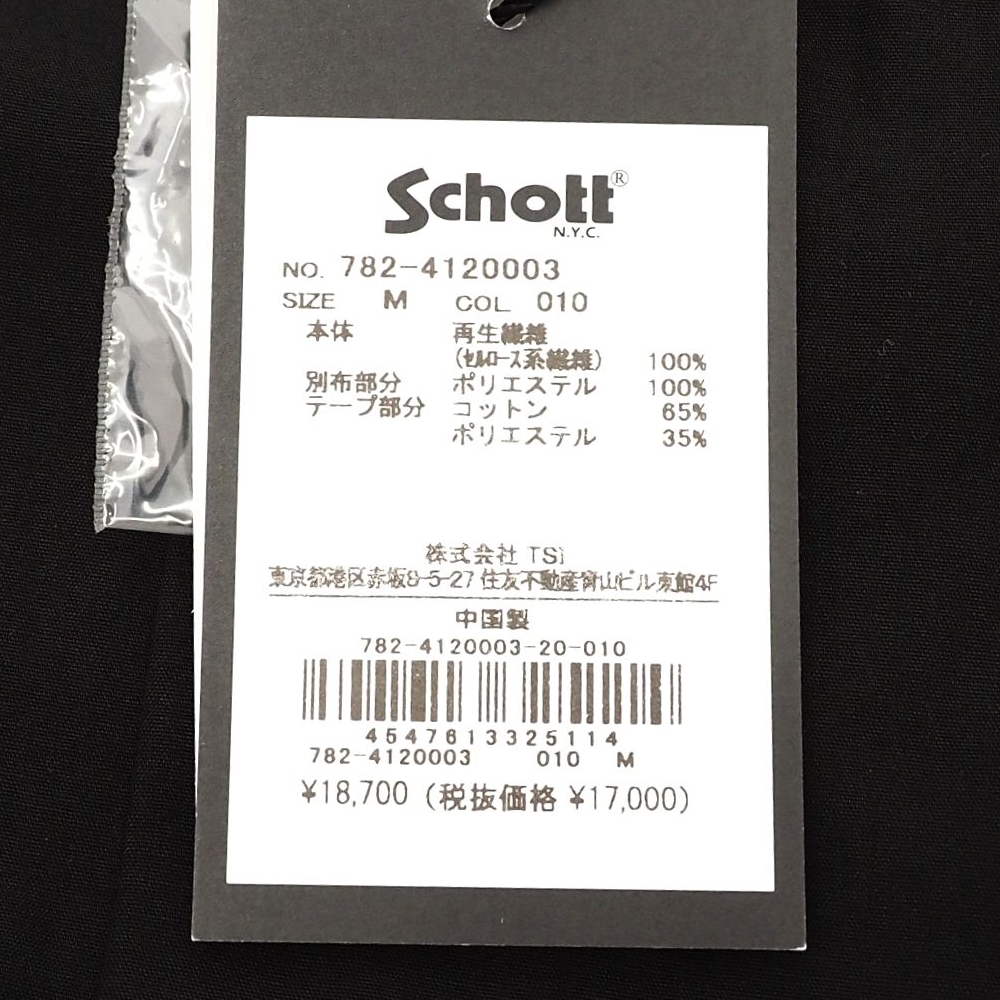 Schott®
N.Y.C.
NO. 782-4120003
SIZE M COL 010
本体 再生繊維
(セルロース系繊維) 100%
別布部分 ポリエステル 100%
テープ部分 コットン 65%
ポリエステル 35%
株式会社 TSI
東京都港区赤坂8-5-27 住友不動産青山ビル東館4F
中国製
782-4120003-20-010
4547613325114
782-4120003 010 M
¥18,700 (税抜価格 ¥17,000)